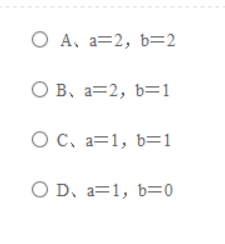 A、a=2, b=2
B、a=2, b=1
C、a=1, b=1
D、a=1, b=0